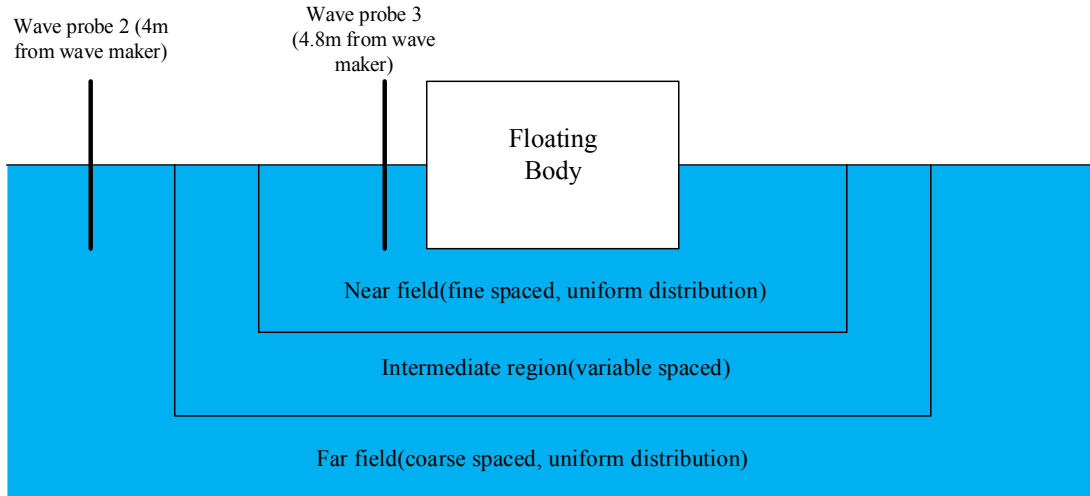 Wave probe 2 (4m
from wave maker)
Wave probe 3
(4.8m from wave
maker)
Floating
Body
Near field(fine spaced, uniform distribution)
Intermediate region(variable spaced)
Far field(coarse spaced, uniform distribution)